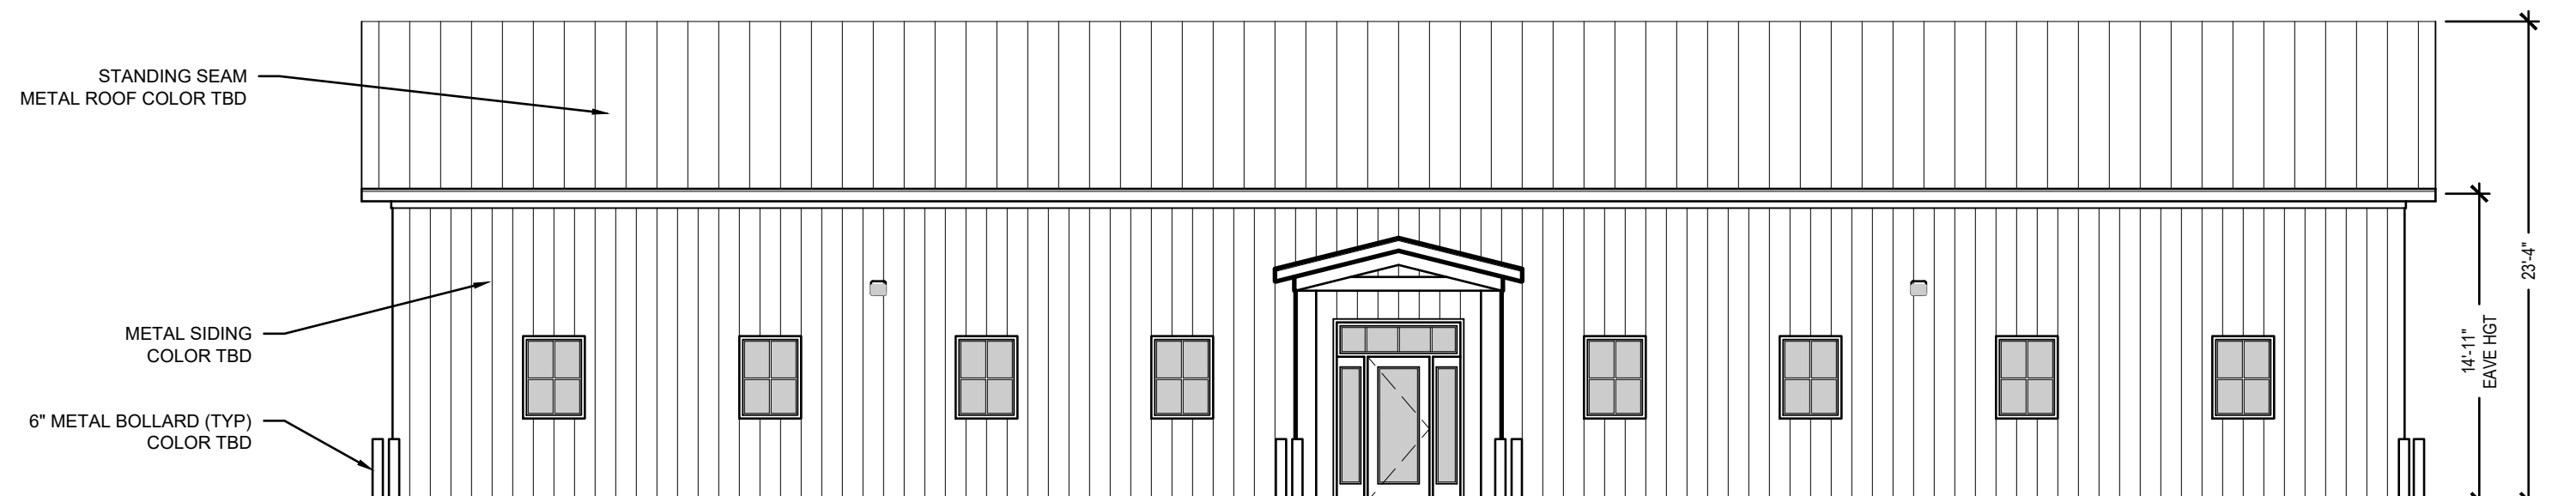 STANDING SEAM
METAL ROOF COLOR TBD
METAL SIDING
COLOR TBD
6" METAL BOLLARD (TYP)
COLOR TBD
14'-11"
EAVE HGT
23'-4"